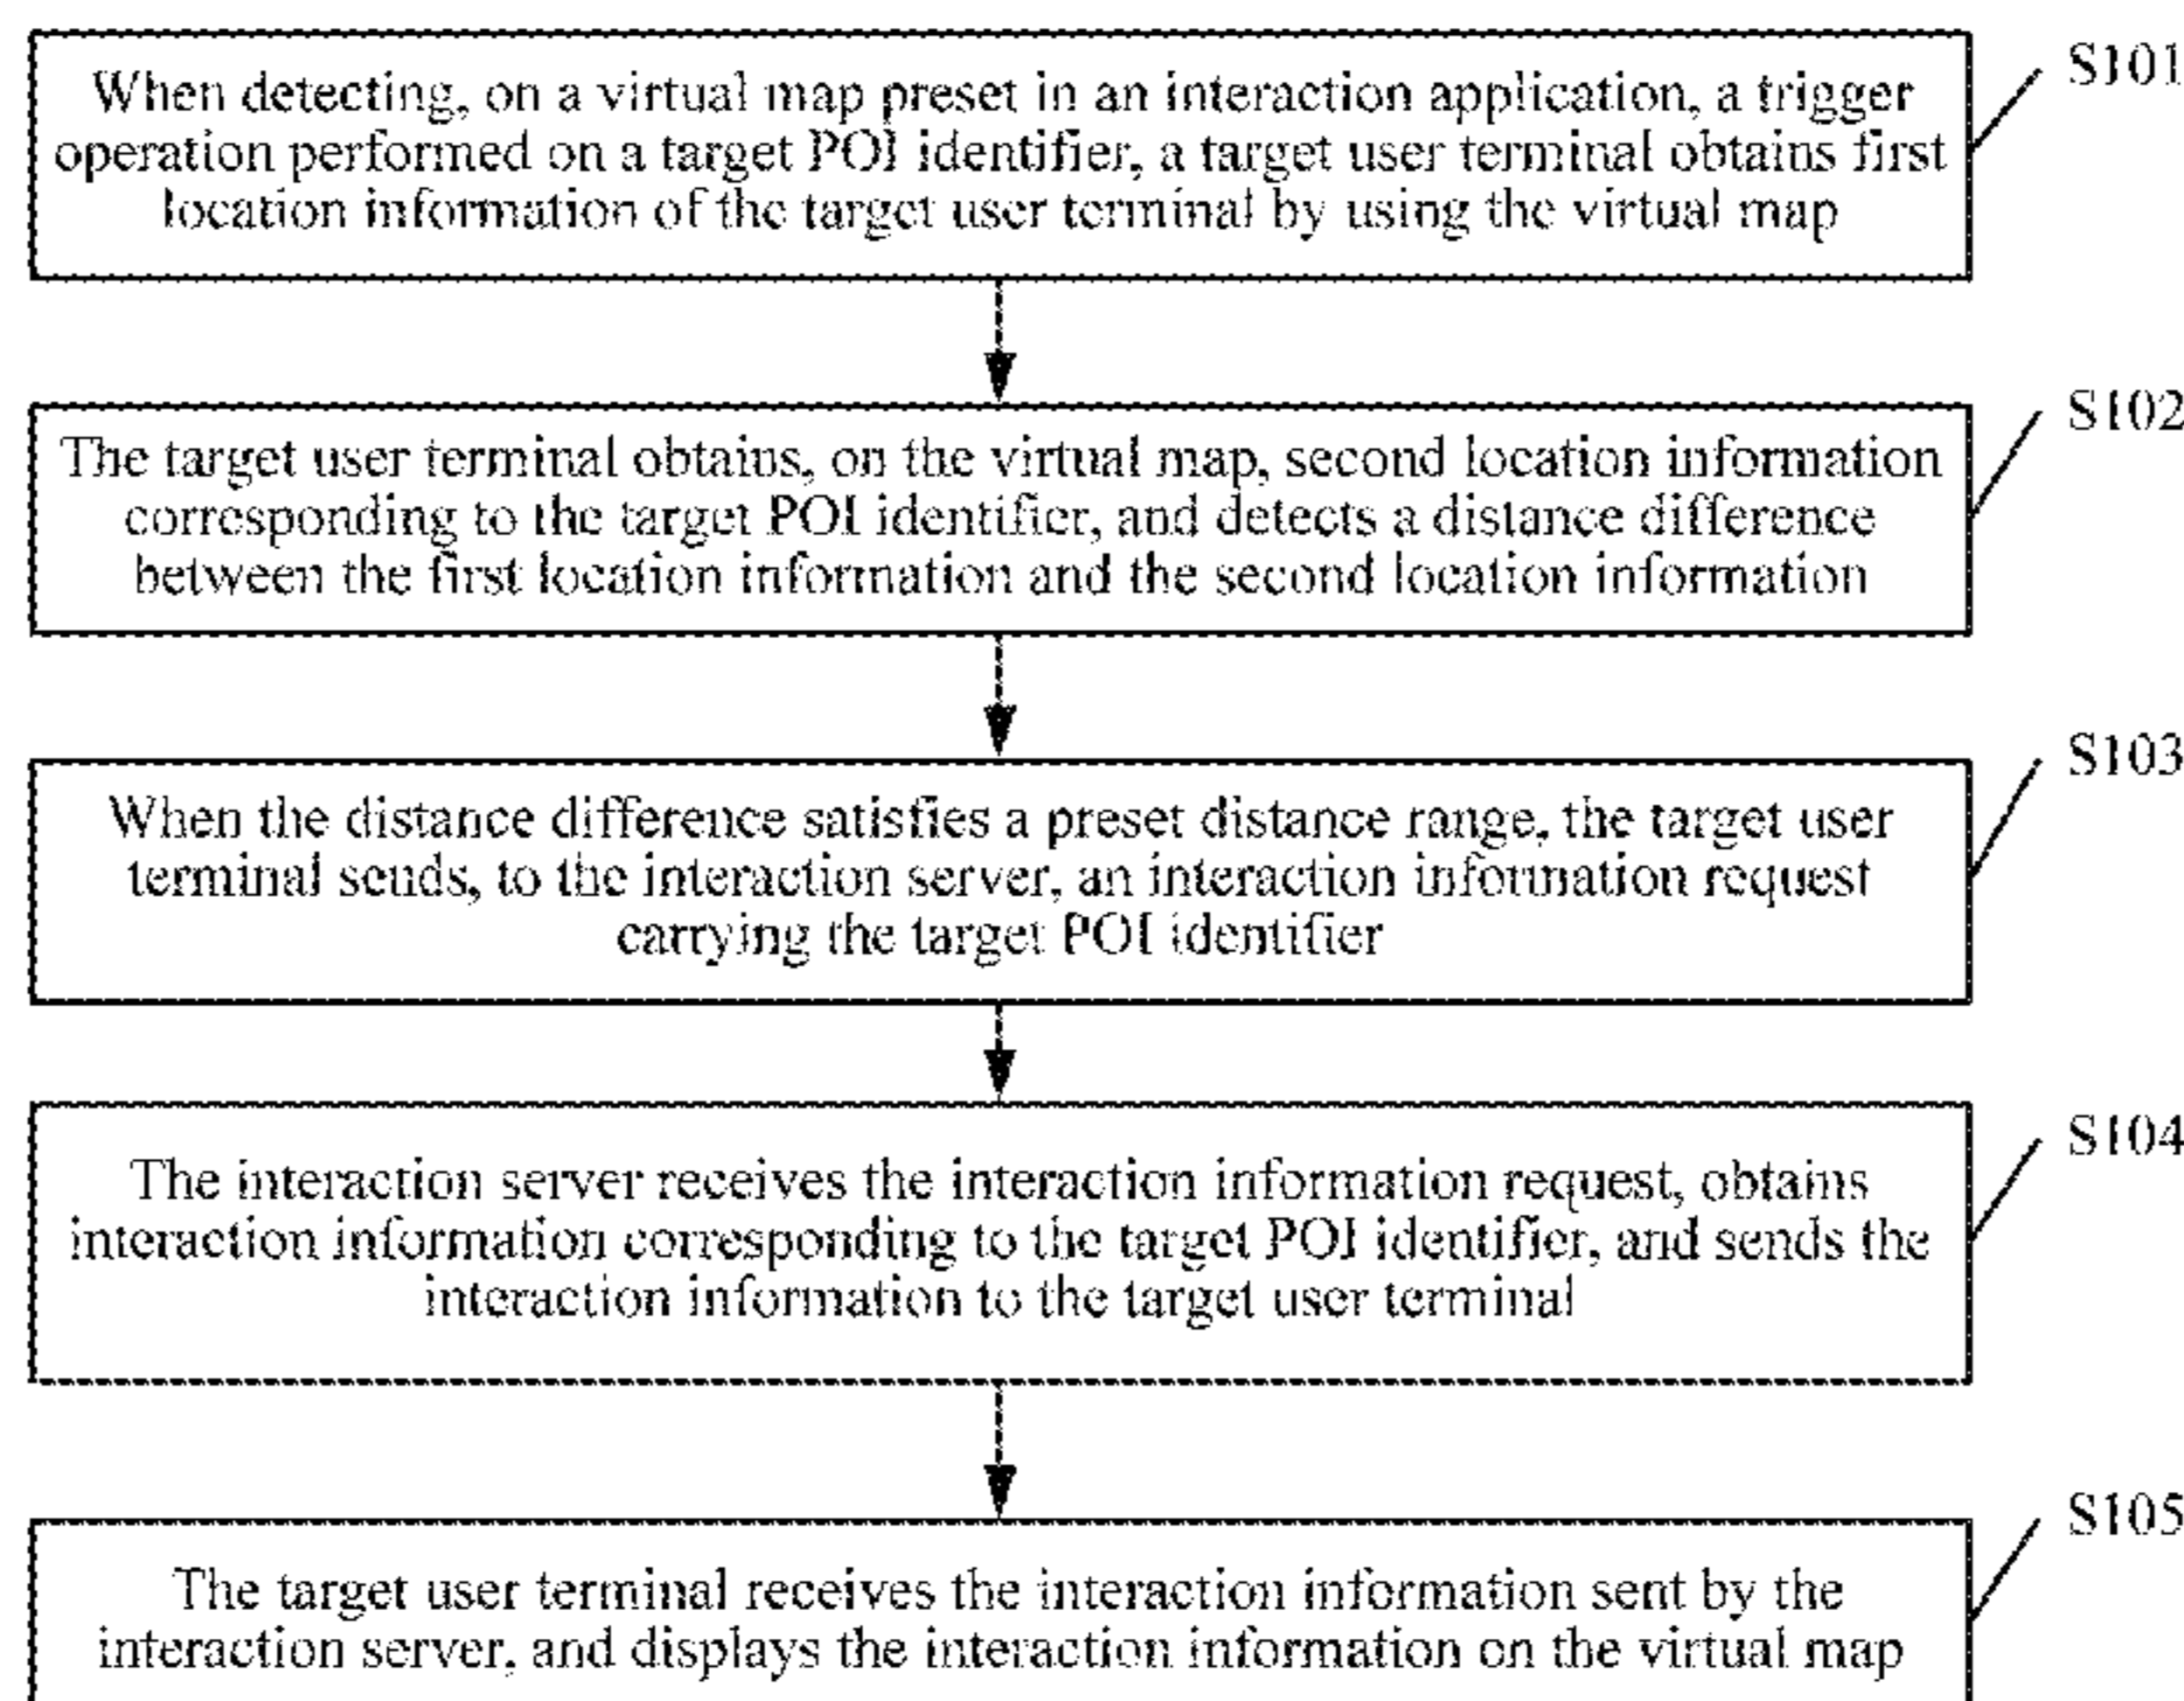 S101
When detecting, on a virtual map preset in an interaction application, a trigger
operation performed on a target POI identifier, a target user terminal obtains first
location information of the target user terminal by using the virtual map
S102
The target user terminal obtains, on the virtual map, second location information
corresponding to the target POI identifier, and detects a distance difference
between the first location information and the second location information
S103
When the distance difference satisfies a preset distance range, the target user
terminal sends, to the interaction server, an interaction information request
carrying the target POI identifier
S104
The interaction server receives the interaction information request, obtains
interaction information corresponding to the target POI identifier, and sends the
interaction information to the target user terminal
S105
The target user terminal receives the interaction information sent by the
interaction server, and displays the interaction information on the virtual map